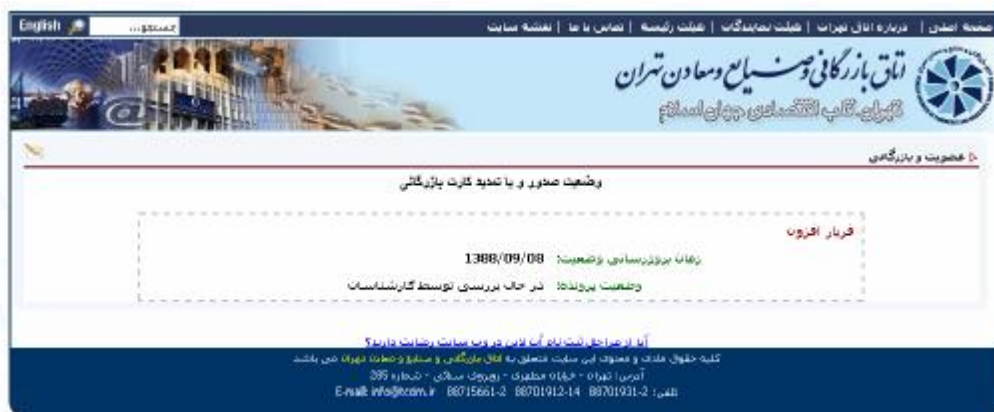 صفحه اصلی | درباره اتاق تهران | هیئت نمایندگان | هیئت رئیسه | تماس با ما | نقشه سایت
جستجو... English
اتاق بازرگانی و صنایع و معادن تهران
تهران، قلب اقتصادی جهان اسلام
عضویت و بازرگانی
وضعیت صدور و یا تمدید کارت بازرگانی
فربار افزون
زمان بروزرسانی وضعیت: 1388/09/08
وضعیت پرونده: در حال بررسی توسط کارشناسان
آیا از مراحل ثبت نام آن لاین در وب سایت رضایت دارید؟
کلیه حقوق مادی و معنوی این سایت متعلق به اتاق بازرگانی و صنایع و معادن تهران می باشد
آدرس: تهران - خیابان مطهری - روبروی سنائی - شماره 285
تلفن: 2-88701931 14-88701912 2-88715661 E-mail: info@tccim.ir